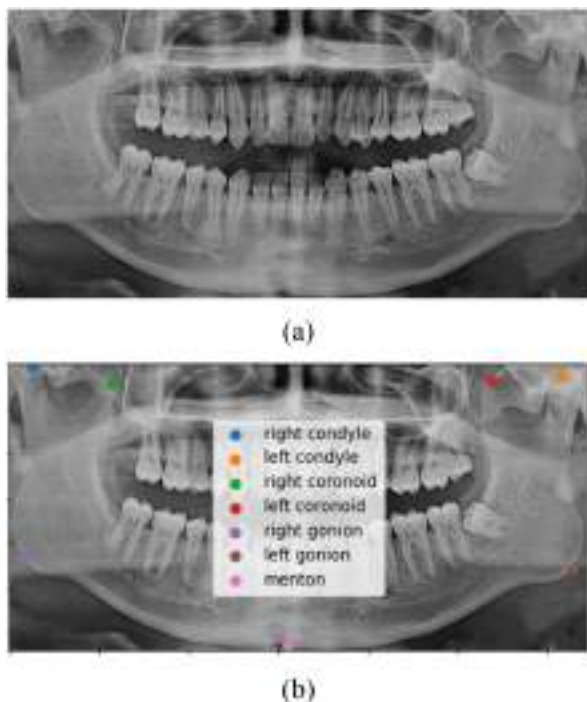 (a)
right condyle
left condyle
right coronoid
left coronoid
right gonion
left gonion
menton
(b)